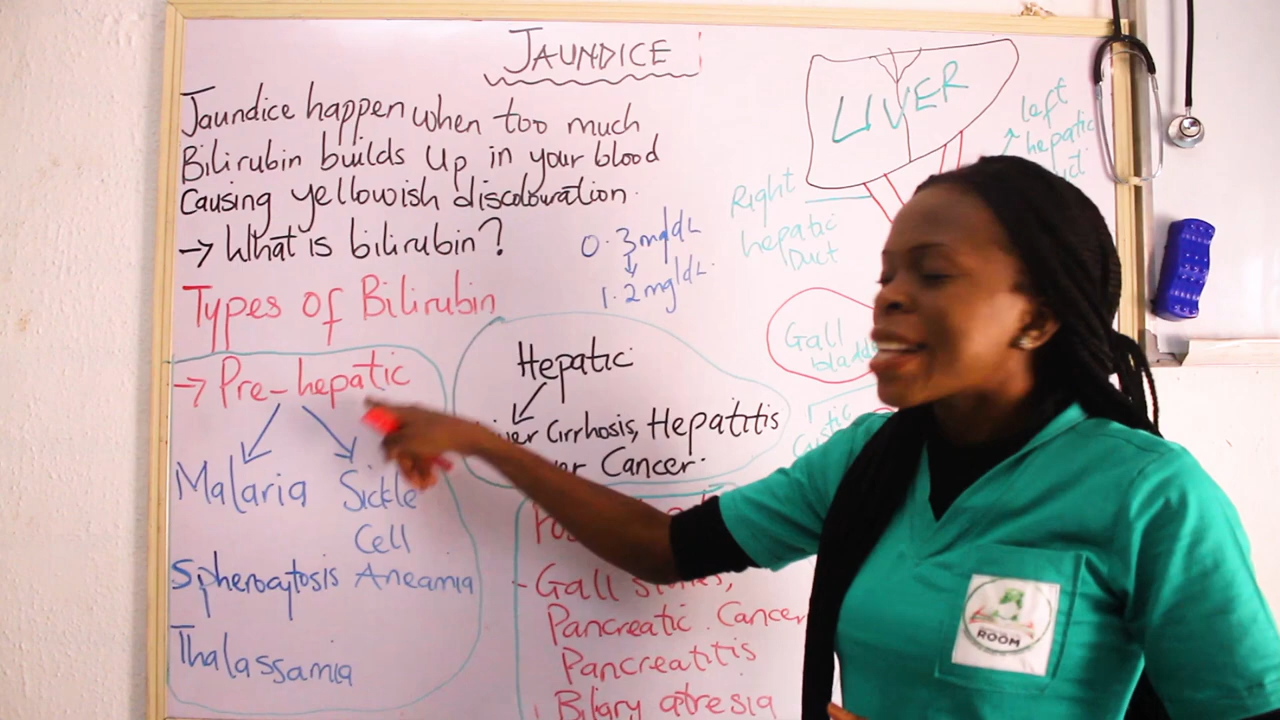 JAUNDICE
Jaundice happen when too much
Bilirubin builds Up in your blood
Causing yellowish discolouration.
→ What is bilirubin?
0.3mg/dL
1.2mg/dL.
Types of Bilirubin
→ Pre-hepatic
Malaria Sickle
Cell
Spherocytosis Aneamia
Thalassamia
Hepatic
Cirrhosis, Hepatitis
Cancer.
- Gall
Pancreatic Cancer
Pancreatitis
Biliary atresia
LIVER
left
hepatic
Right
hepatic
Duct
Gall
ROOM